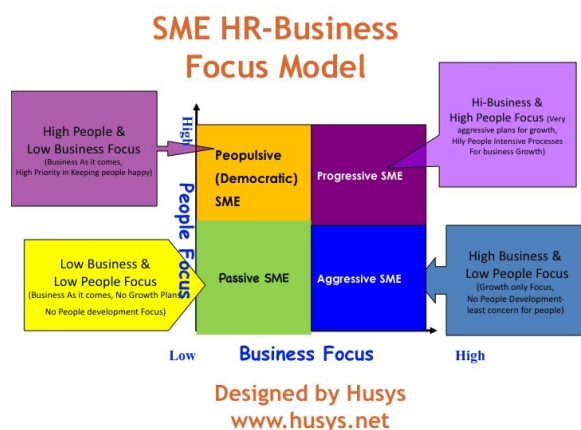 SME HR-Business
Focus Model
High People &
Low Business Focus
(Business As it comes,
High Priority in Keeping people happy)
Hi-Business &
High People Focus (Very
aggressive plans for growth,
Hily People Intensive Processes
For business Growth)
High
People Focus
Peopulsive
(Democratic)
SME
Progressive SME
Low Business &
Low People Focus
(Business As it comes, No Growth Plans
No People development Focus)
Passive SME
Aggressive SME
High Business &
Low People Focus
(Growth only Focus,
No People Development-
least concern for people)
Low
Business Focus
High
Designed by Husys
www.husys.net